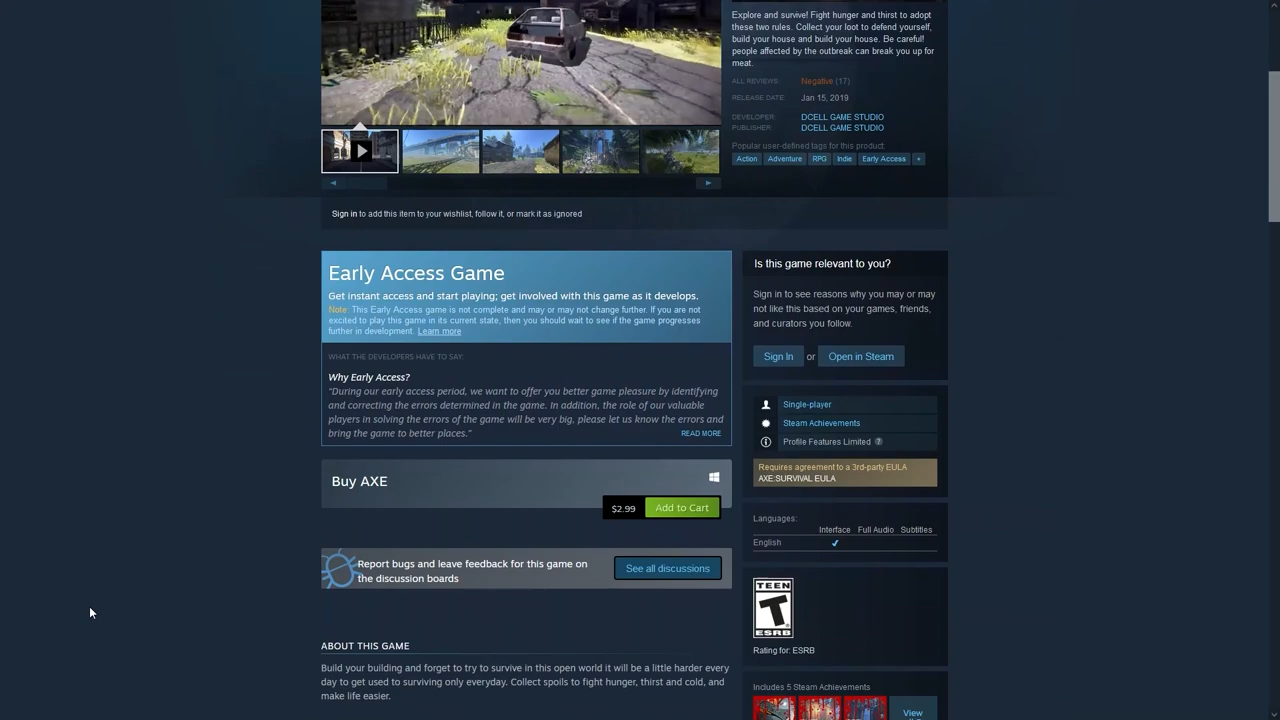 Explore and survive! Fight hunger and thirst to adopt
these two rules. Collect your loot to defend yourself,
build your house and build your house. Be careful!
people affected by the outbreak can break you up for
meat.
ALL REVIEWS: Negative (17)
RELEASE DATE: Jan 15, 2019
DEVELOPER: DCELL GAME STUDIO
PUBLISHER: DCELL GAME STUDIO
Popular user-defined tags for this product:
Action Adventure RPG Indie Early Access +
Sign in to add this item to your wishlist, follow it, or mark it as ignored
Early Access Game
Get instant access and start playing; get involved with this game as it develops.
Note: This Early Access game is not complete and may or may not change further. If you are not
excited to play this game in its current state, then you should wait to see if the game progresses
further in development. Learn more
WHAT THE DEVELOPERS HAVE TO SAY:
Why Early Access?
“During our early access period, we want to offer you better game pleasure by identifying
and correcting the errors determined in the game. In addition, the role of our valuable
players in solving the errors of the game will be very big, please let us know the errors and
bring the game to better places.”
READ MORE
Buy AXE
$2.99 Add to Cart
Report bugs and leave feedback for this game on
the discussion boards
See all discussions
ABOUT THIS GAME
Build your building and forget to try to survive in this open world it will be a little harder every
day to get used to surviving only everyday. Collect spoils to fight hunger, thirst and cold, and
make life easier.
Is this game relevant to you?
Sign in to see reasons why you may or may
not like this based on your games, friends,
and curators you follow.
Sign In or Open in Steam
Single-player
Steam Achievements
Profile Features Limited ?
Requires agreement to a 3rd-party EULA
AXE:SURVIVAL EULA
Languages:
Interface Full Audio Subtitles
English ✔
TEEN
T
ESRB
Rating for: ESRB
Includes 5 Steam Achievements
View